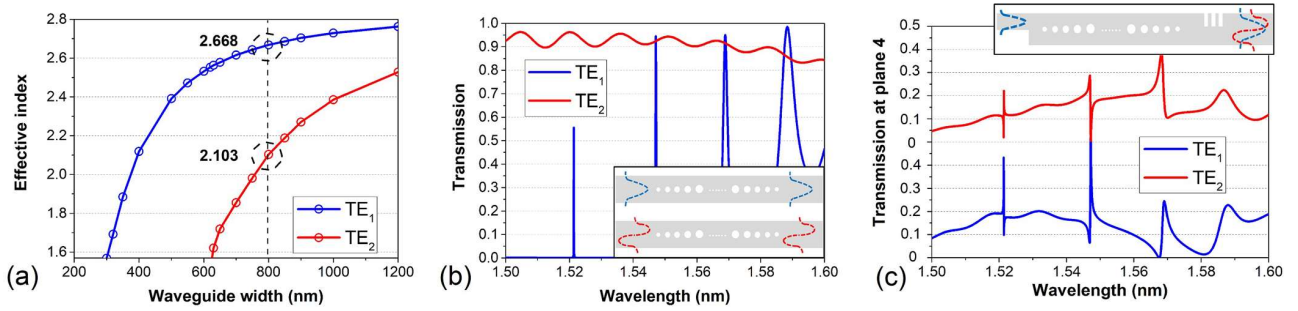 2.8
2.6
2.4
2.2
2.0
1.8
1.6
Effective index
2.668
2.103
TE1
TE2
200 400 600 800 1000 1200
Waveguide width (nm)
(a)
1.0
0.9
0.8
0.7
0.6
0.5
0.4
0.3
0.2
0.1
0.0
Transmission
TE1
TE2
1.50 1.52 1.54 1.56 1.58 1.60
Wavelength (nm)
(b)
0.5
0.4
0.3
0.2
0.1
0
0.4
0.3
0.2
0.1
0
Transmission at plane 4
TE1
TE2
1.50 1.52 1.54 1.56 1.58 1.60
Wavelength (nm)
(c)